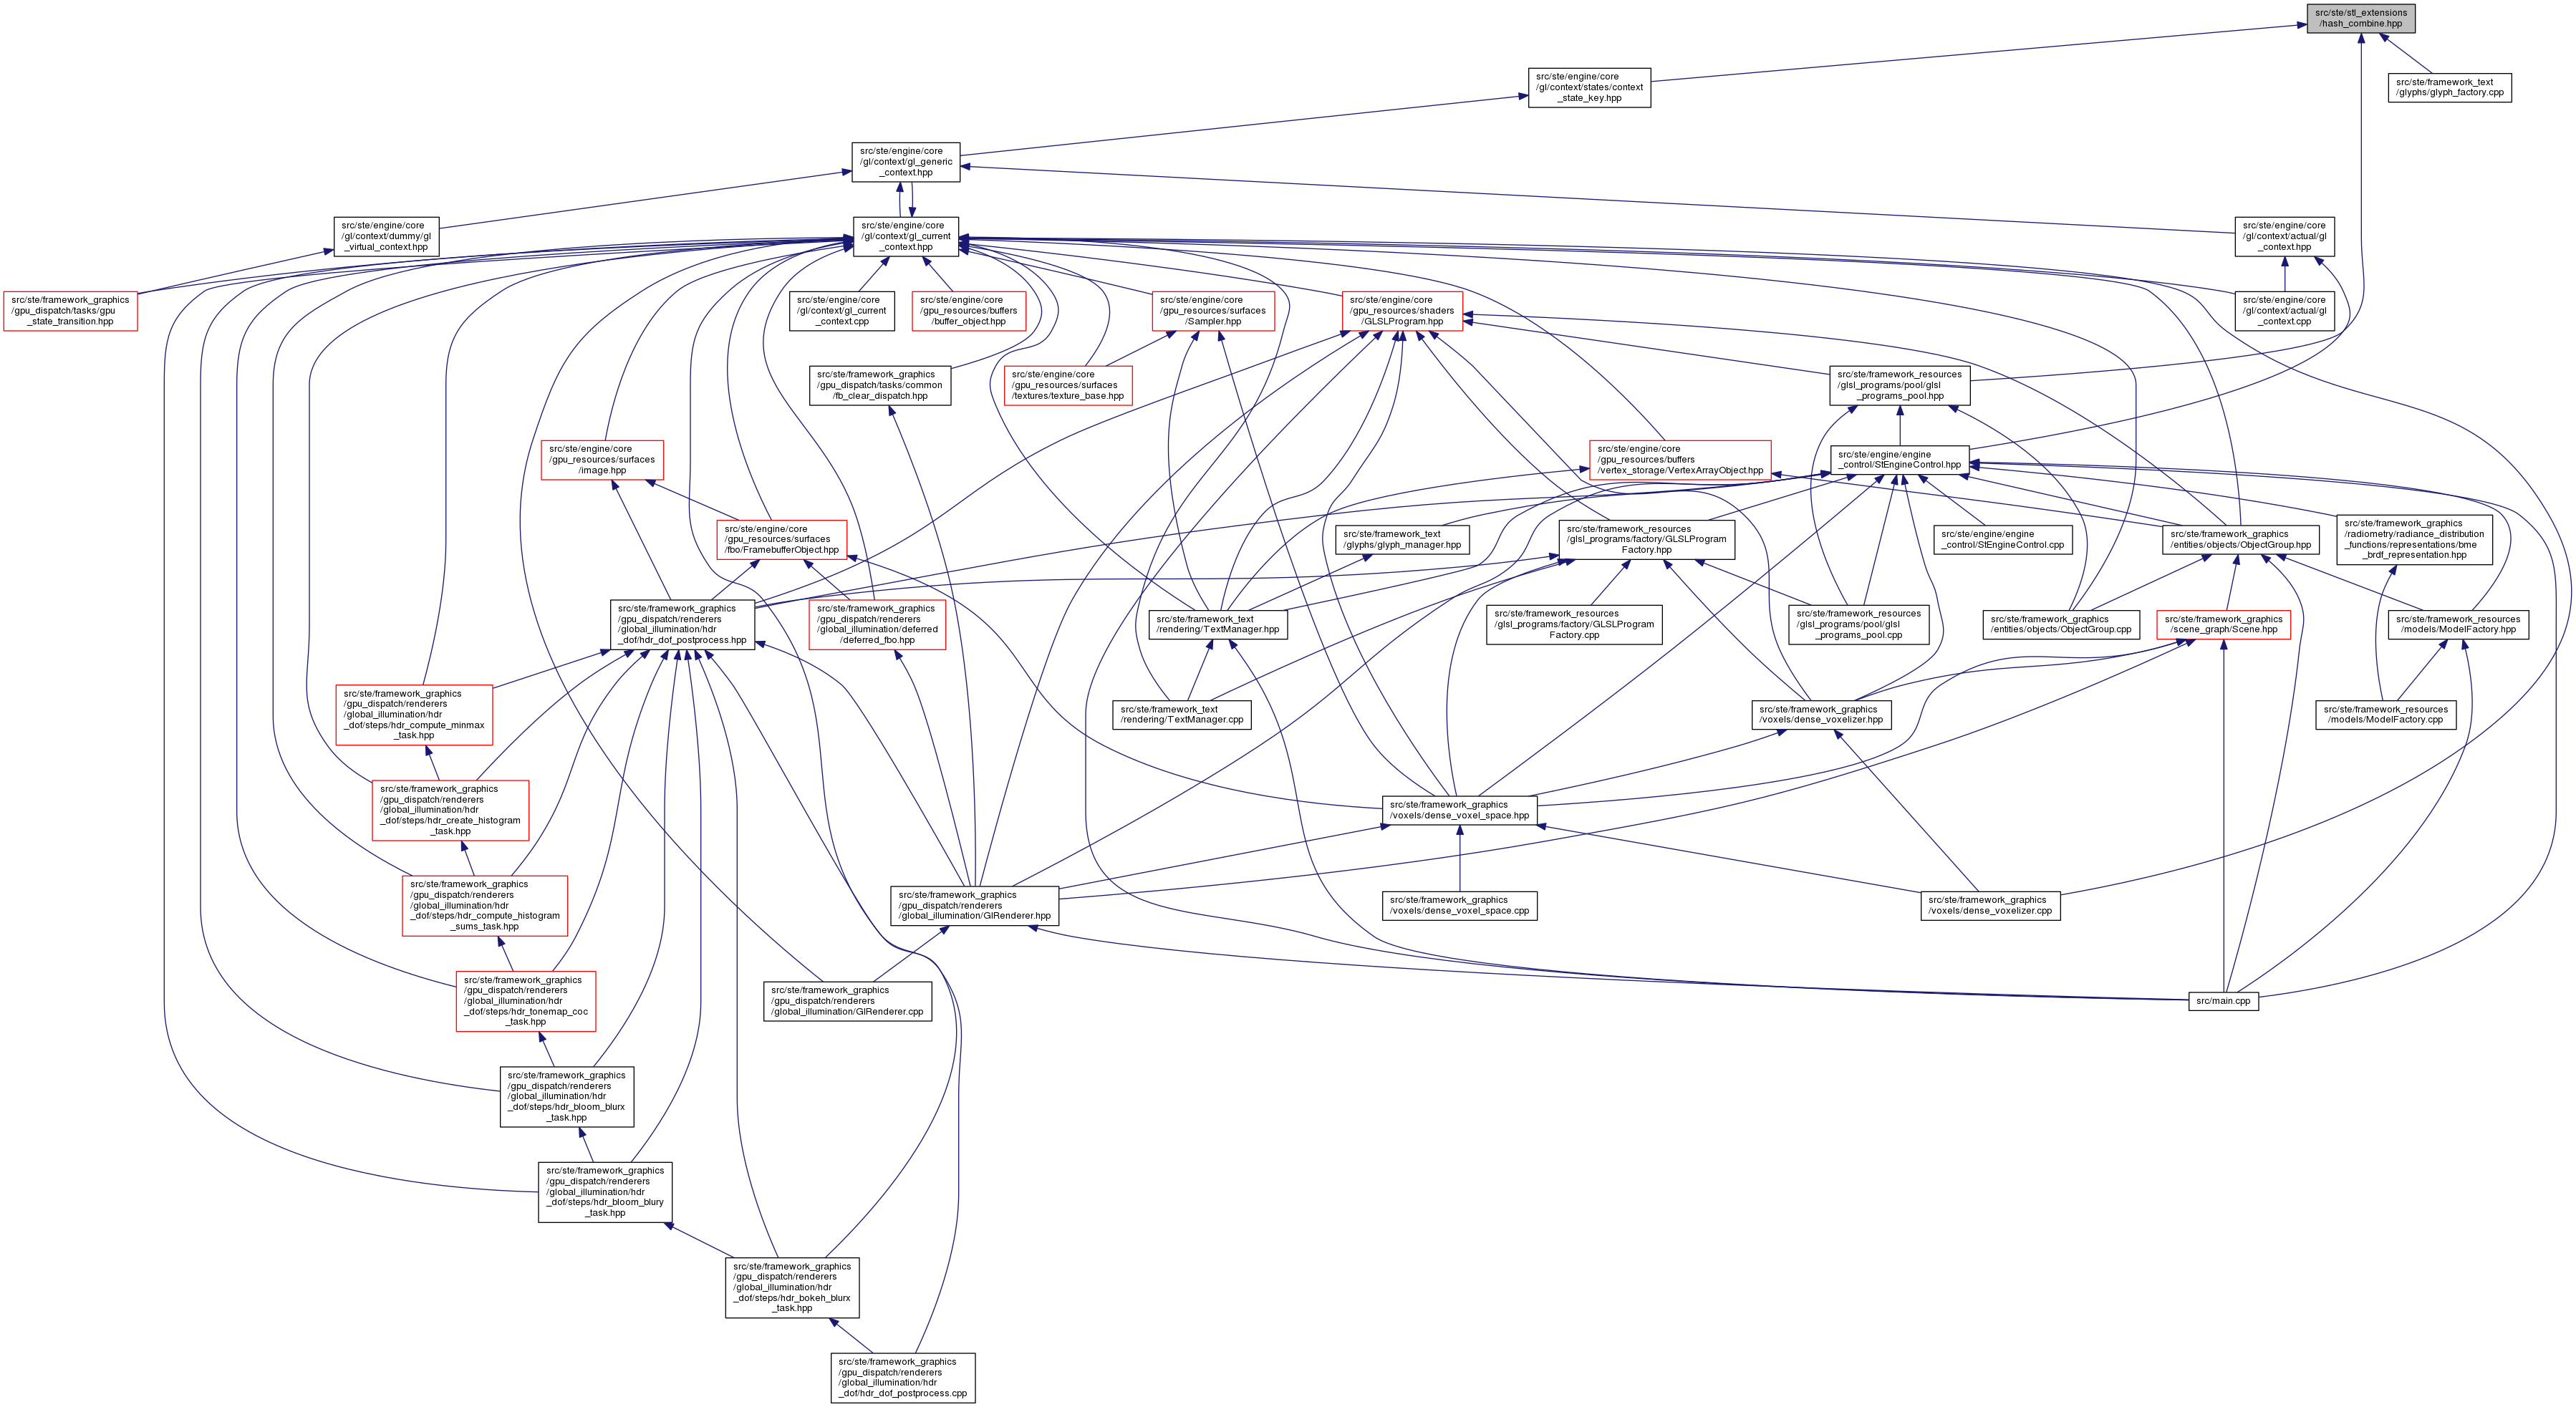 src/ste/stl_extensions
/hash_combine.hpp
src/ste/engine/core
/gl/context/states/context
_state_key.hpp
src/ste/framework_text
/glyphs/glyph_factory.cpp
src/ste/engine/core
/gl/context/gl_generic
_context.hpp
src/ste/engine/core
/gl/context/dummy/gl
_virtual_context.hpp
src/ste/engine/core
/gl/context/gl_current
_context.hpp
src/ste/engine/core
/gl/context/actual/gl
_context.hpp
src/ste/framework_graphics
/gpu_dispatch/tasks/gpu
_state_transition.hpp
src/ste/engine/core
/gl/context/gl_current
_context.cpp
src/ste/engine/core
/gpu_resources/buffers
/buffer_object.hpp
src/ste/engine/core
/gpu_resources/surfaces
/Sampler.hpp
src/ste/engine/core
/gpu_resources/shaders
/GLSLProgram.hpp
src/ste/engine/core
/gl/context/actual/gl
_context.cpp
src/ste/framework_graphics
/gpu_dispatch/tasks/common
/fb_clear_dispatch.hpp
src/ste/engine/core
/gpu_resources/surfaces
/textures/texture_base.hpp
src/ste/framework_resources
/glsl_programs/pool/glsl
_programs_pool.hpp
src/ste/engine/core
/gpu_resources/surfaces
/image.hpp
src/ste/engine/core
/gpu_resources/buffers
/vertex_storage/VertexArrayObject.hpp
src/ste/engine/engine
_control/StEngineControl.hpp
src/ste/engine/core
/gpu_resources/surfaces
/fbo/FramebufferObject.hpp
src/ste/framework_text
/glyphs/glyph_manager.hpp
src/ste/framework_resources
/glsl_programs/factory/GLSLProgram
Factory.hpp
src/ste/engine/engine
_control/StEngineControl.cpp
src/ste/framework_graphics
/entities/objects/ObjectGroup.hpp
src/ste/framework_graphics
/radiometry/radiance_distribution
_functions/representations/bme
_brdf_representation.hpp
src/ste/framework_graphics
/gpu_dispatch/renderers
/global_illumination/hdr
_dof/hdr_dof_postprocess.hpp
src/ste/framework_graphics
/gpu_dispatch/renderers
/global_illumination/deferred
/deferred_fbo.hpp
src/ste/framework_text
/rendering/TextManager.hpp
src/ste/framework_resources
/glsl_programs/factory/GLSLProgram
Factory.cpp
src/ste/framework_resources
/glsl_programs/pool/glsl
_programs_pool.cpp
src/ste/framework_graphics
/entities/objects/ObjectGroup.cpp
src/ste/framework_graphics
/scene_graph/Scene.hpp
src/ste/framework_resources
/models/ModelFactory.hpp
src/ste/framework_graphics
/gpu_dispatch/renderers
/global_illumination/hdr
_dof/steps/hdr_compute_minmax
_task.hpp
src/ste/framework_text
/rendering/TextManager.cpp
src/ste/framework_graphics
/voxels/dense_voxelizer.hpp
src/ste/framework_resources
/models/ModelFactory.cpp
src/ste/framework_graphics
/gpu_dispatch/renderers
/global_illumination/hdr
_dof/steps/hdr_create_histogram
_task.hpp
src/ste/framework_graphics
/voxels/dense_voxel_space.hpp
src/ste/framework_graphics
/gpu_dispatch/renderers
/global_illumination/hdr
_dof/steps/hdr_compute_histogram
_sums_task.hpp
src/ste/framework_graphics
/gpu_dispatch/renderers
/global_illumination/GIRenderer.hpp
src/ste/framework_graphics
/voxels/dense_voxel_space.cpp
src/ste/framework_graphics
/voxels/dense_voxelizer.cpp
src/ste/framework_graphics
/gpu_dispatch/renderers
/global_illumination/hdr
_dof/steps/hdr_tonemap_coc
_task.hpp
src/ste/framework_graphics
/gpu_dispatch/renderers
/global_illumination/GIRenderer.cpp
src/main.cpp
src/ste/framework_graphics
/gpu_dispatch/renderers
/global_illumination/hdr
_dof/steps/hdr_bloom_blurx
_task.hpp
src/ste/framework_graphics
/gpu_dispatch/renderers
/global_illumination/hdr
_dof/steps/hdr_bloom_blury
_task.hpp
src/ste/framework_graphics
/gpu_dispatch/renderers
/global_illumination/hdr
_dof/steps/hdr_bokeh_blurx
_task.hpp
src/ste/framework_graphics
/gpu_dispatch/renderers
/global_illumination/hdr
_dof/hdr_dof_postprocess.cpp